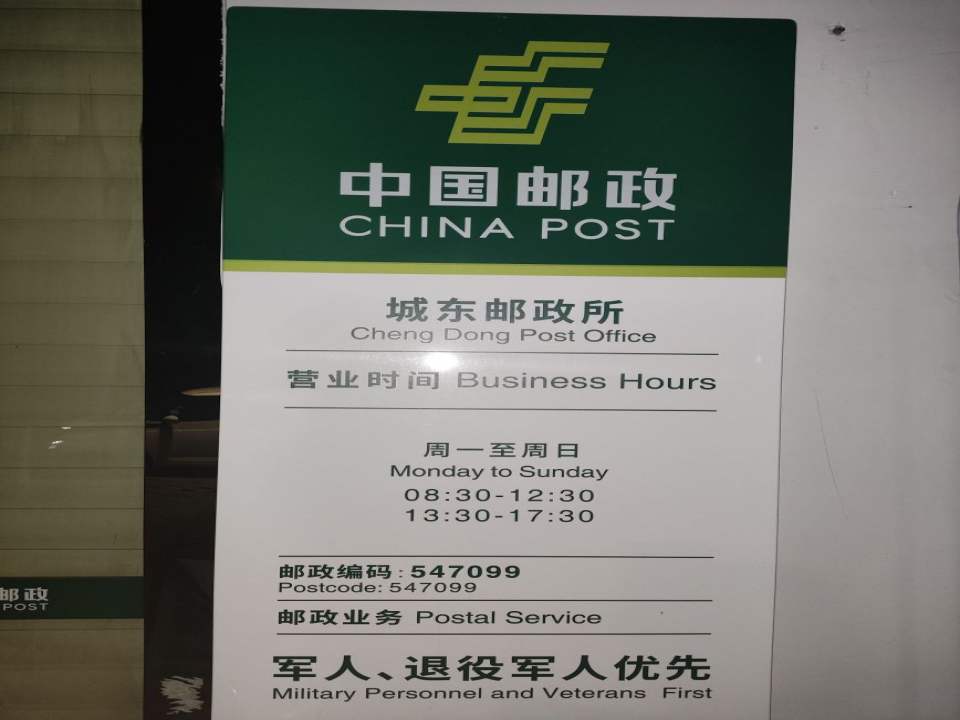 中国邮政
CHINA POST
城东邮政所
Cheng Dong Post Office
营业时间 Business Hours
周一至周日
Monday to Sunday
08:30-12:30
13:30-17:30
邮政编码:547099
Postcode: 547099
邮政业务 Postal Service
军人、退役军人优先
Military Personnel and Veterans First
邮政
POST